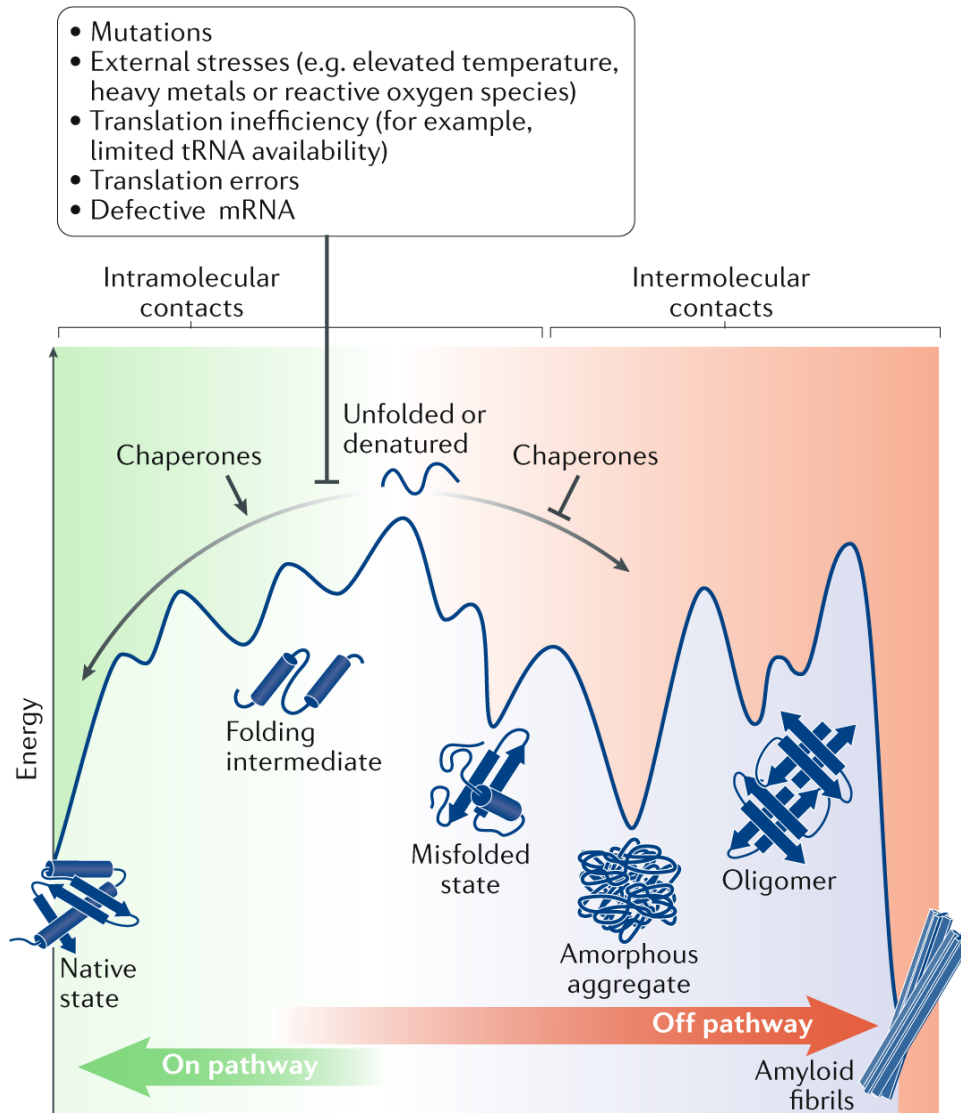 • Mutations
• External stresses (e.g. elevated temperature,
heavy metals or reactive oxygen species)
• Translation inefficiency (for example,
limited tRNA availability)
• Translation errors
• Defective mRNA
Intramolecular
contacts
Intermolecular
contacts
Unfolded or
denatured
Chaperones
Chaperones
Energy
Folding
intermediate
Misfolded
state
Oligomer
Amorphous
aggregate
Native
state
Off pathway
On pathway
Amyloid
fibrils